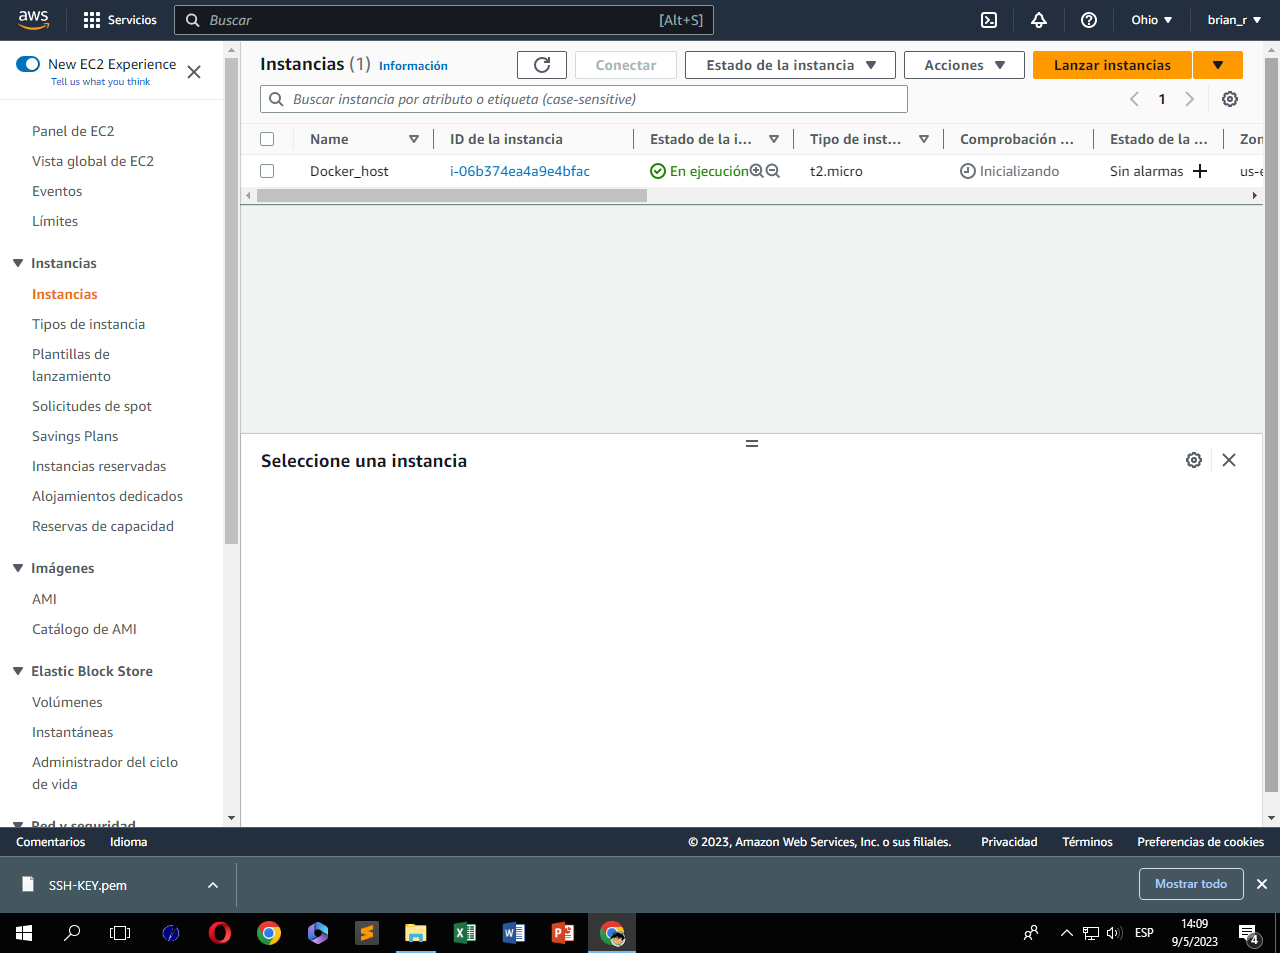 aws
Servicios
Buscar
[Alt+S]
Ohio
brian_r
New EC2 Experience
Tell us what you think
Panel de EC2
Vista global de EC2
Eventos
Límites
Instancias
Instancias
Tipos de instancia
Plantillas de
lanzamiento
Solicitudes de spot
Savings Plans
Instancias reservadas
Alojamientos dedicados
Reservas de capacidad
Imágenes
AMI
Catálogo de AMI
Elastic Block Store
Volúmenes
Instantáneas
Administrador del ciclo
de vida
Red y seguridad
Instancias (1) Información
Conectar
Estado de la instancia
Acciones
Lanzar instancias
Buscar instancia por atributo o etiqueta (case-sensitive)
1
Name
ID de la instancia
Estado de la i...
Tipo de inst...
Comprobación ...
Estado de la ...
Zon
Docker_host
i-06b374ea4a9e4bfac
En ejecución
t2.micro
Inicializando
Sin alarmas
us-e
Seleccione una instancia
Comentarios
Idioma
© 2023, Amazon Web Services, Inc. o sus filiales.
Privacidad
Términos
Preferencias de cookies
SSH-KEY.pem
Mostrar todo
ESP
14:09
9/5/2023
4